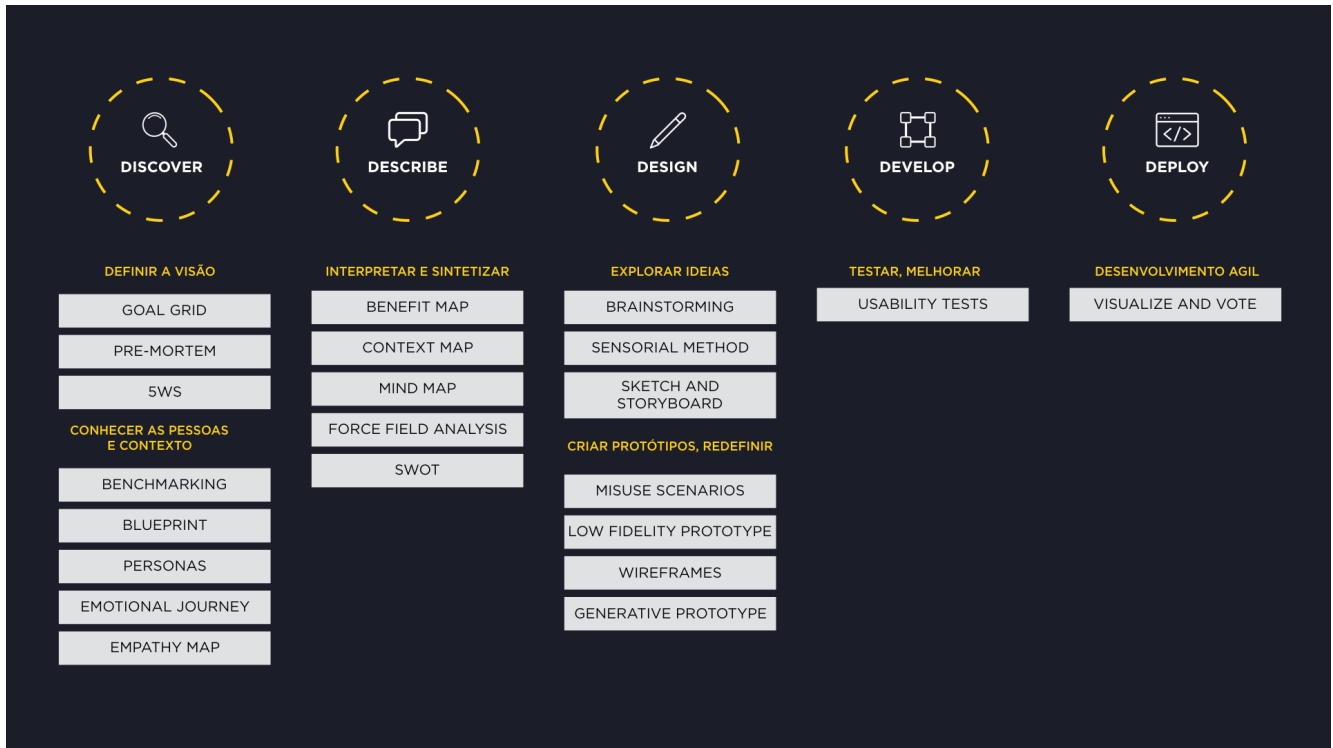 DISCOVER
DEFINIR A VISÃO
GOAL GRID
PRE-MORTEM
5WS
CONHECER AS PESSOAS
E CONTEXTO
BENCHMARKING
BLUEPRINT
PERSONAS
EMOTIONAL JOURNEY
EMPATHY MAP
DESCRIBE
INTERPRETAR E SINTETIZAR
BENEFIT MAP
CONTEXT MAP
MIND MAP
FORCE FIELD ANALYSIS
SWOT
DESIGN
EXPLORAR IDEIAS
BRAINSTORMING
SENSORIAL METHOD
SKETCH AND
STORYBOARD
CRIAR PROTÓTIPOS, REDEFINIR
MISUSE SCENARIOS
LOW FIDELITY PROTOTYPE
WIREFRAMES
GENERATIVE PROTOTYPE
DEVELOP
TESTAR, MELHORAR
USABILITY TESTS
DEPLOY
DESENVOLVIMENTO AGIL
VISUALIZE AND VOTE